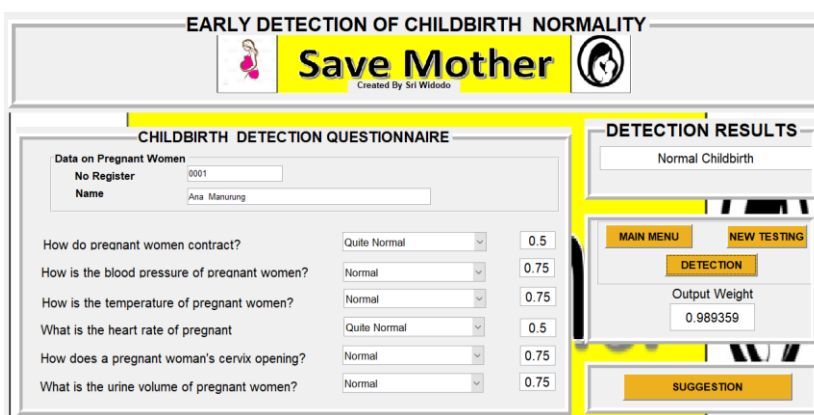 EARLY DETECTION OF CHILDBIRTH NORMALITY
Save Mother
Created By Sri Widodo
CHILDBIRTH DETECTION QUESTIONNAIRE
Data on Pregnant Women
No Register 0001
Name Ana Manurung
How do pregnant women contract? Quite Normal 0.5
How is the blood pressure of pregnant women? Normal 0.75
How is the temperature of pregnant women? Normal 0.75
What is the heart rate of pregnant Quite Normal 0.5
How does a pregnant woman's cervix opening? Normal 0.75
What is the urine volume of pregnant women? Normal 0.75
DETECTION RESULTS
Normal Childbirth
MAIN MENU NEW TESTING
DETECTION
Output Weight
0.989359
SUGGESTION